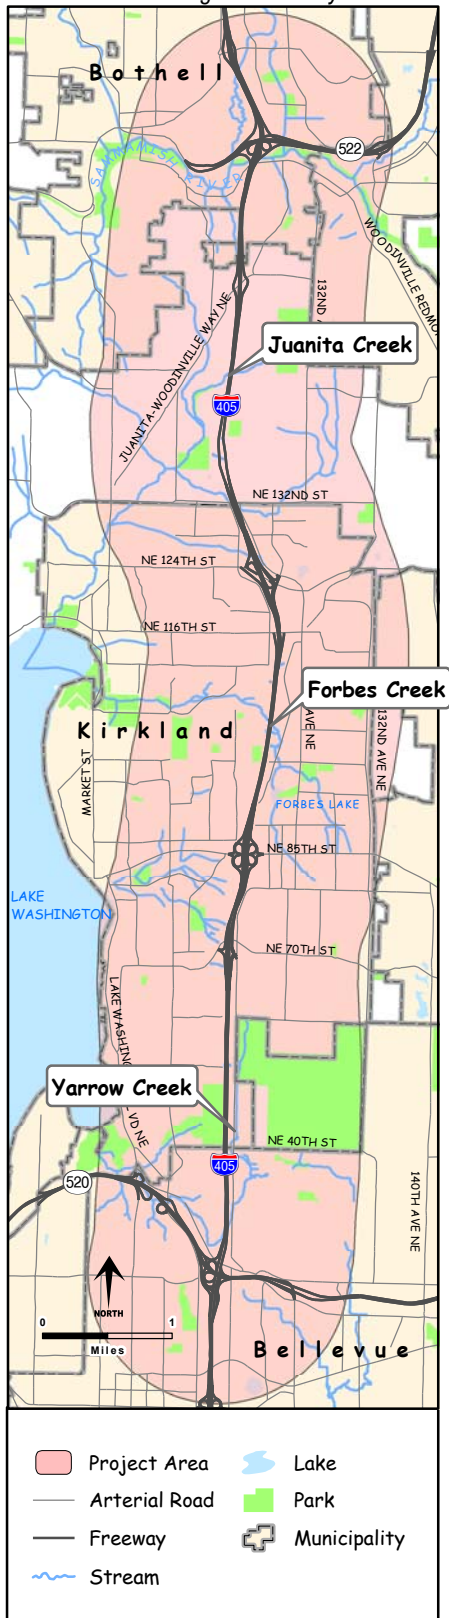 Bothell
SAMMAMISH RIVER
522
WOODINVILLE REDMO
132ND A
JUANITA-WOODINVILLE WAY NE
Juanita Creek
405
NE 132ND ST
NE 124TH ST
NE 116TH ST
Forbes Creek
AVE NE
132ND AVE NE
Kirkland
MARKET ST
FORBES LAKE
NE 85TH ST
LAKE
WASHINGTON
NE 70TH ST
LAKE WASHING
LVD NE
Yarrow Creek
NE 40TH ST
405
520
140TH AVE NE
NORTH
0 1
Miles
Bellevue
Project Area
Lake
Arterial Road
Park
Freeway
Municipality
Stream